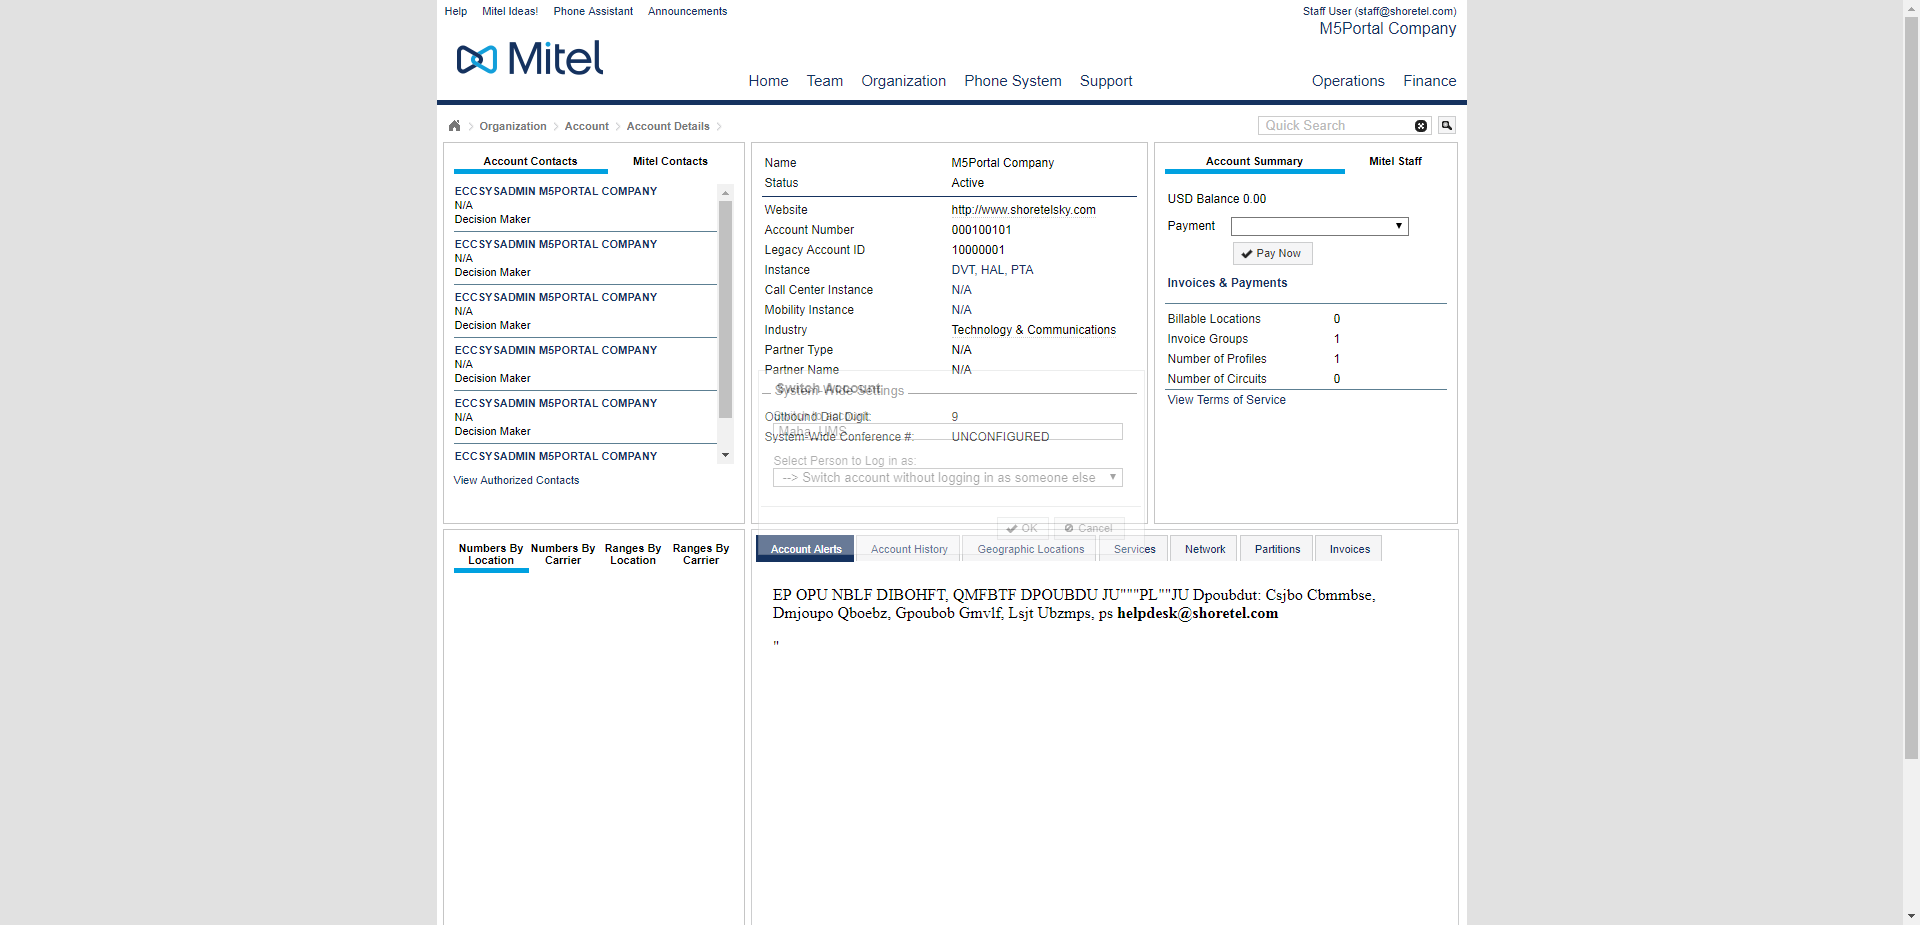 Help Mitel Ideas! Phone Assistant Announcements
Staff User (staff@shoretel.com)
M5Portal Company
Mitel
Home Team Organization Phone System Support Operations Finance
Organization Account Account Details
Quick Search
Account Contacts Mitel Contacts
ECCSYSADMIN M5PORTAL COMPANY
N/A
Decision Maker
ECCSYSADMIN M5PORTAL COMPANY
N/A
Decision Maker
ECCSYSADMIN M5PORTAL COMPANY
N/A
Decision Maker
ECCSYSADMIN M5PORTAL COMPANY
N/A
Decision Maker
ECCSYSADMIN M5PORTAL COMPANY
N/A
Decision Maker
ECCSYSADMIN M5PORTAL COMPANY
View Authorized Contacts
Name M5Portal Company
Status Active
Website http://www.shoretelsky.com
Account Number 000100101
Legacy Account ID 10000001
Instance DVT, HAL, PTA
Call Center Instance N/A
Mobility Instance N/A
Industry Technology & Communications
Partner Type N/A
Partner Name N/A
Switch Account
System-Wide Settings
Outbound Dial Digit: 9
Maha_UMS
System-Wide Conference #: UNCONFIGURED
Select Person to Log in as:
--> Switch account without logging in as someone else
OK Cancel
Account Summary Mitel Staff
USD Balance 0.00
Payment
Pay Now
Invoices & Payments
Billable Locations 0
Invoice Groups 1
Number of Profiles 1
Number of Circuits 0
View Terms of Service
Numbers By Location Numbers By Carrier Ranges By Location Ranges By Carrier
Account Alerts Account History Geographic Locations Services Network Partitions Invoices
EP OPU NBLF DIBOHFT, QMFBTF DPOUBDU JU"""PL""JU Dpoubdut: Csjbo Cbmmbse,
Dmjoupo Qboebz, Gpoubob Gmvlf, Lsjt Ubzmps, ps helpdesk@shoretel.com
"